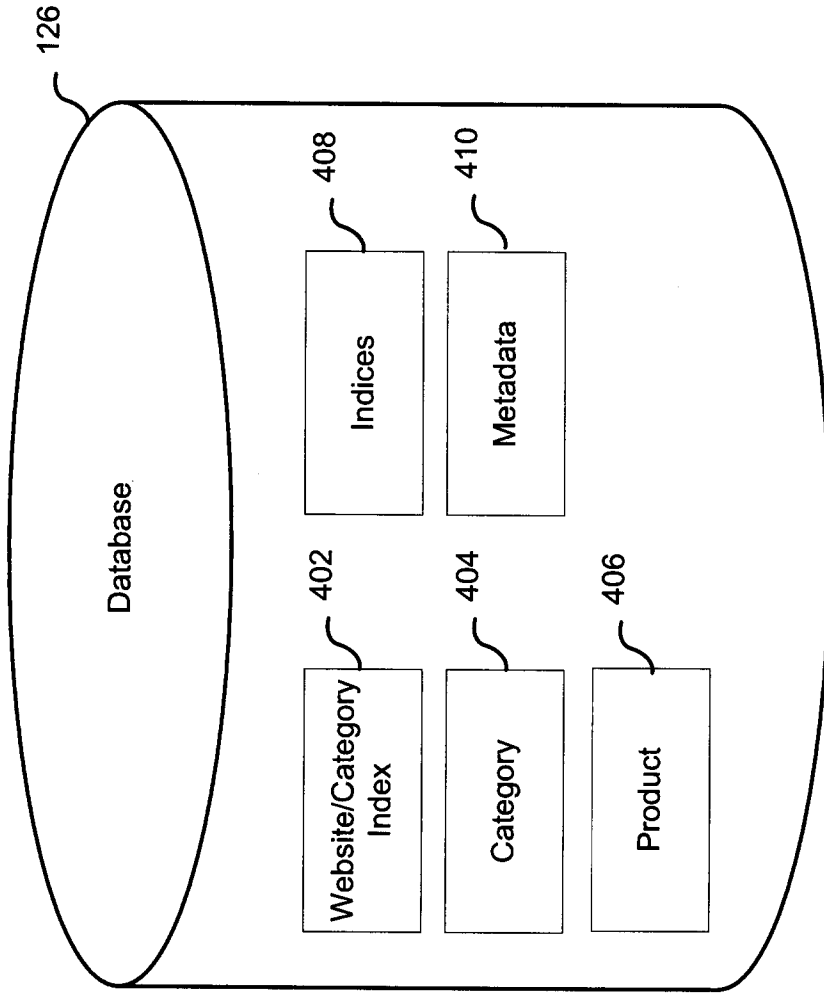 Database
126
Website/Category
Index
402
Category
404
Product
406
Indices
408
Metadata
410